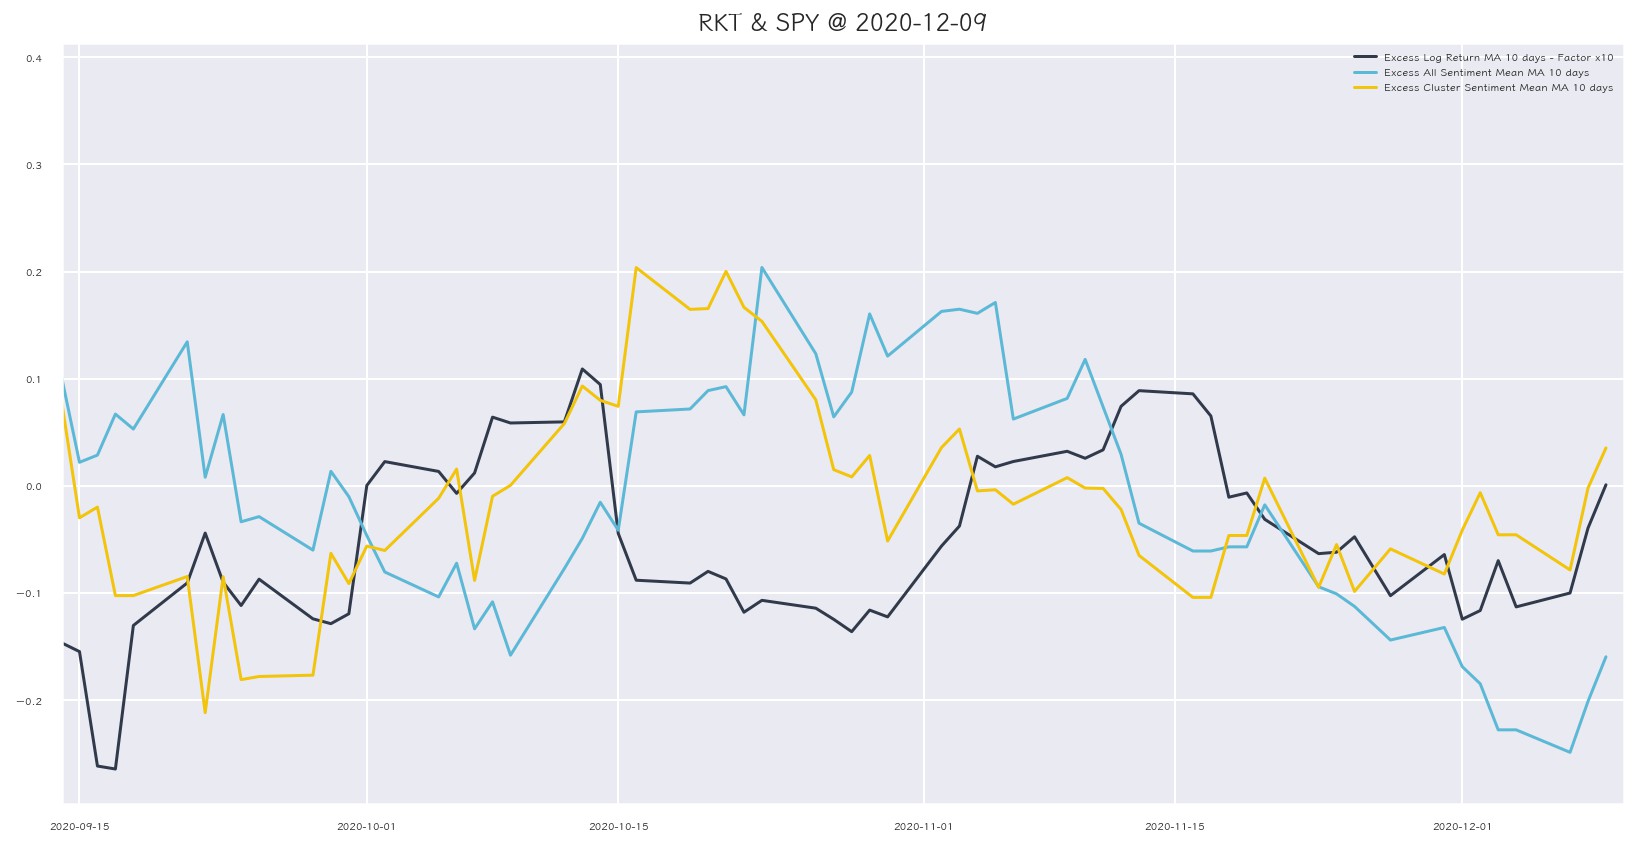 RKT & SPY @ 2020-12-09
Excess Log Return MA 10 days - Factor x10
Excess All Sentiment Mean MA 10 days
Excess Cluster Sentiment Mean MA 10 days
0.4
0.3
0.2
0.1
0.0
−0.1
−0.2
2020-09-15 2020-10-01 2020-10-15 2020-11-01 2020-11-15 2020-12-01